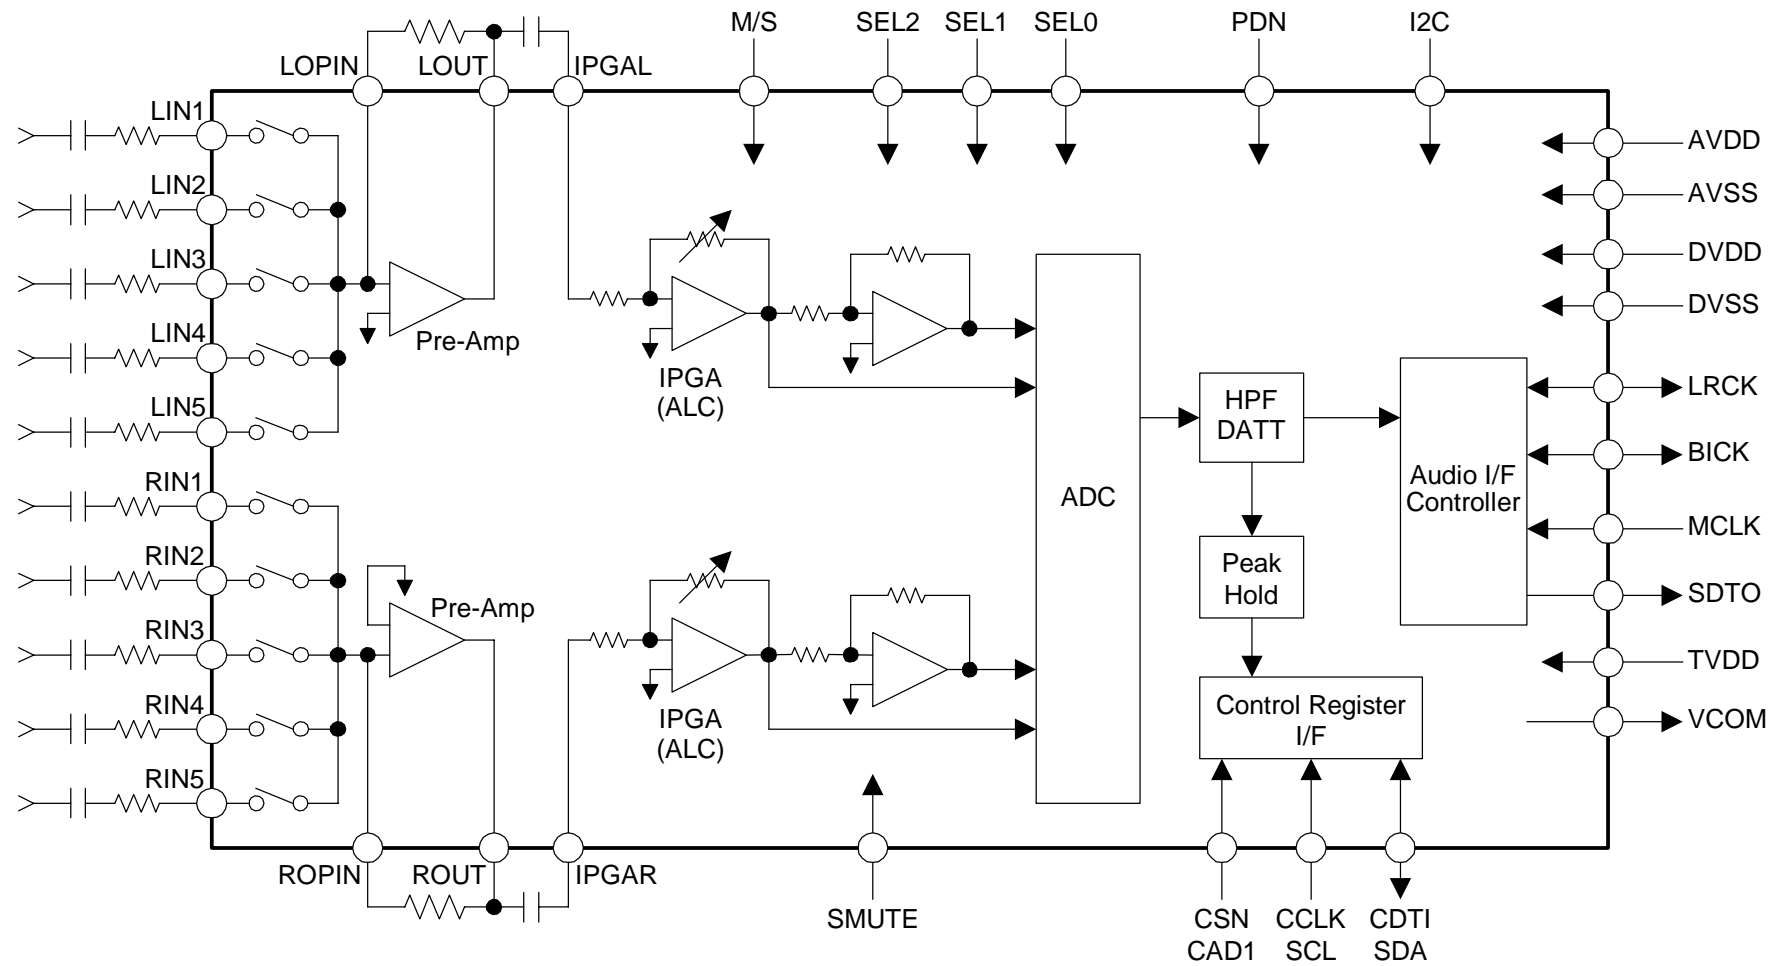 M/S SEL2 SEL1 SEL0 PDN I2C
LOPIN LOUT IPGAL
LIN1
LIN2
LIN3
LIN4
LIN5
Pre-Amp
IPGA
(ALC)
AVDD
AVSS
DVDD
DVSS
LRCK
BICK
MCLK
SDTO
TVDD
VCOM
HPF
DATT
Audio I/F
Controller
ADC
Peak
Hold
Control Register
I/F
RIN1
RIN2
RIN3
RIN4
RIN5
Pre-Amp
IPGA
(ALC)
ROPIN ROUT IPGAR
SMUTE
CSN CCLK CDTI
CAD1 SCL SDA